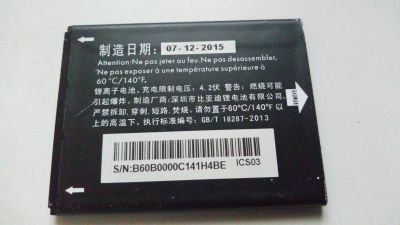 制造日期: 07-12-2015
Attention:Ne pas jeter au feu. Ne pas desassembler.
Ne pas exposer à une température supérieure à
60℃/140℉.
锂离子电池, 充电限制电压: 4.2伏 警告: 燃烧可能
引起爆炸。制造厂商:深圳市比亚迪锂电池有限公司
禁止拆卸, 穿刺, 短路, 焚烧, 勿置于60℃/140℉以
上的高温中。执行标准编号: GB/T 18287-2013
REMOVE
S/N:B60B0000C141H4BE ICS03